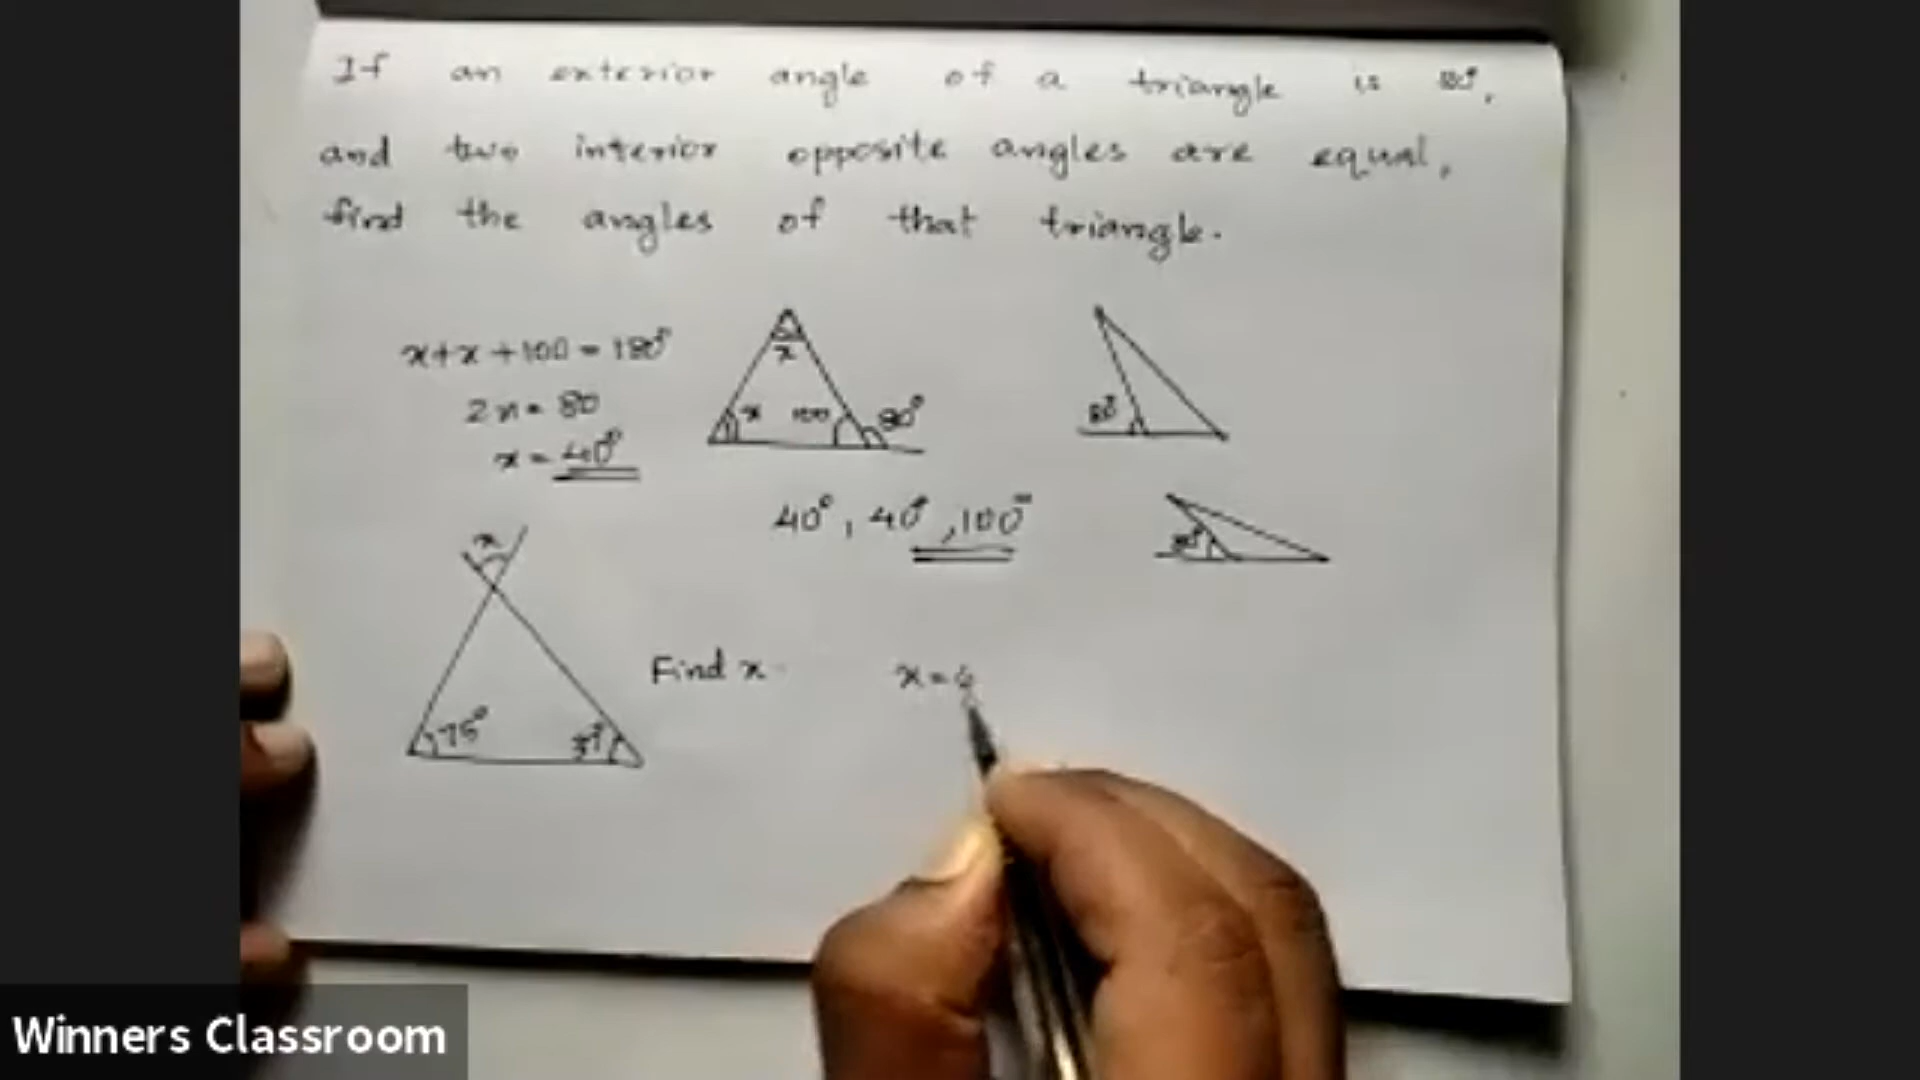 If an exterior angle of a triangle is 80°,
and two interior opposite angles are equal,
find the angles of that triangle.
x+x+100=180°
2x=80
x=40°
x
x 100 80°
80°
40°, 40°, 100°
80°
x
Find x
x=
75°
Winners Classroom